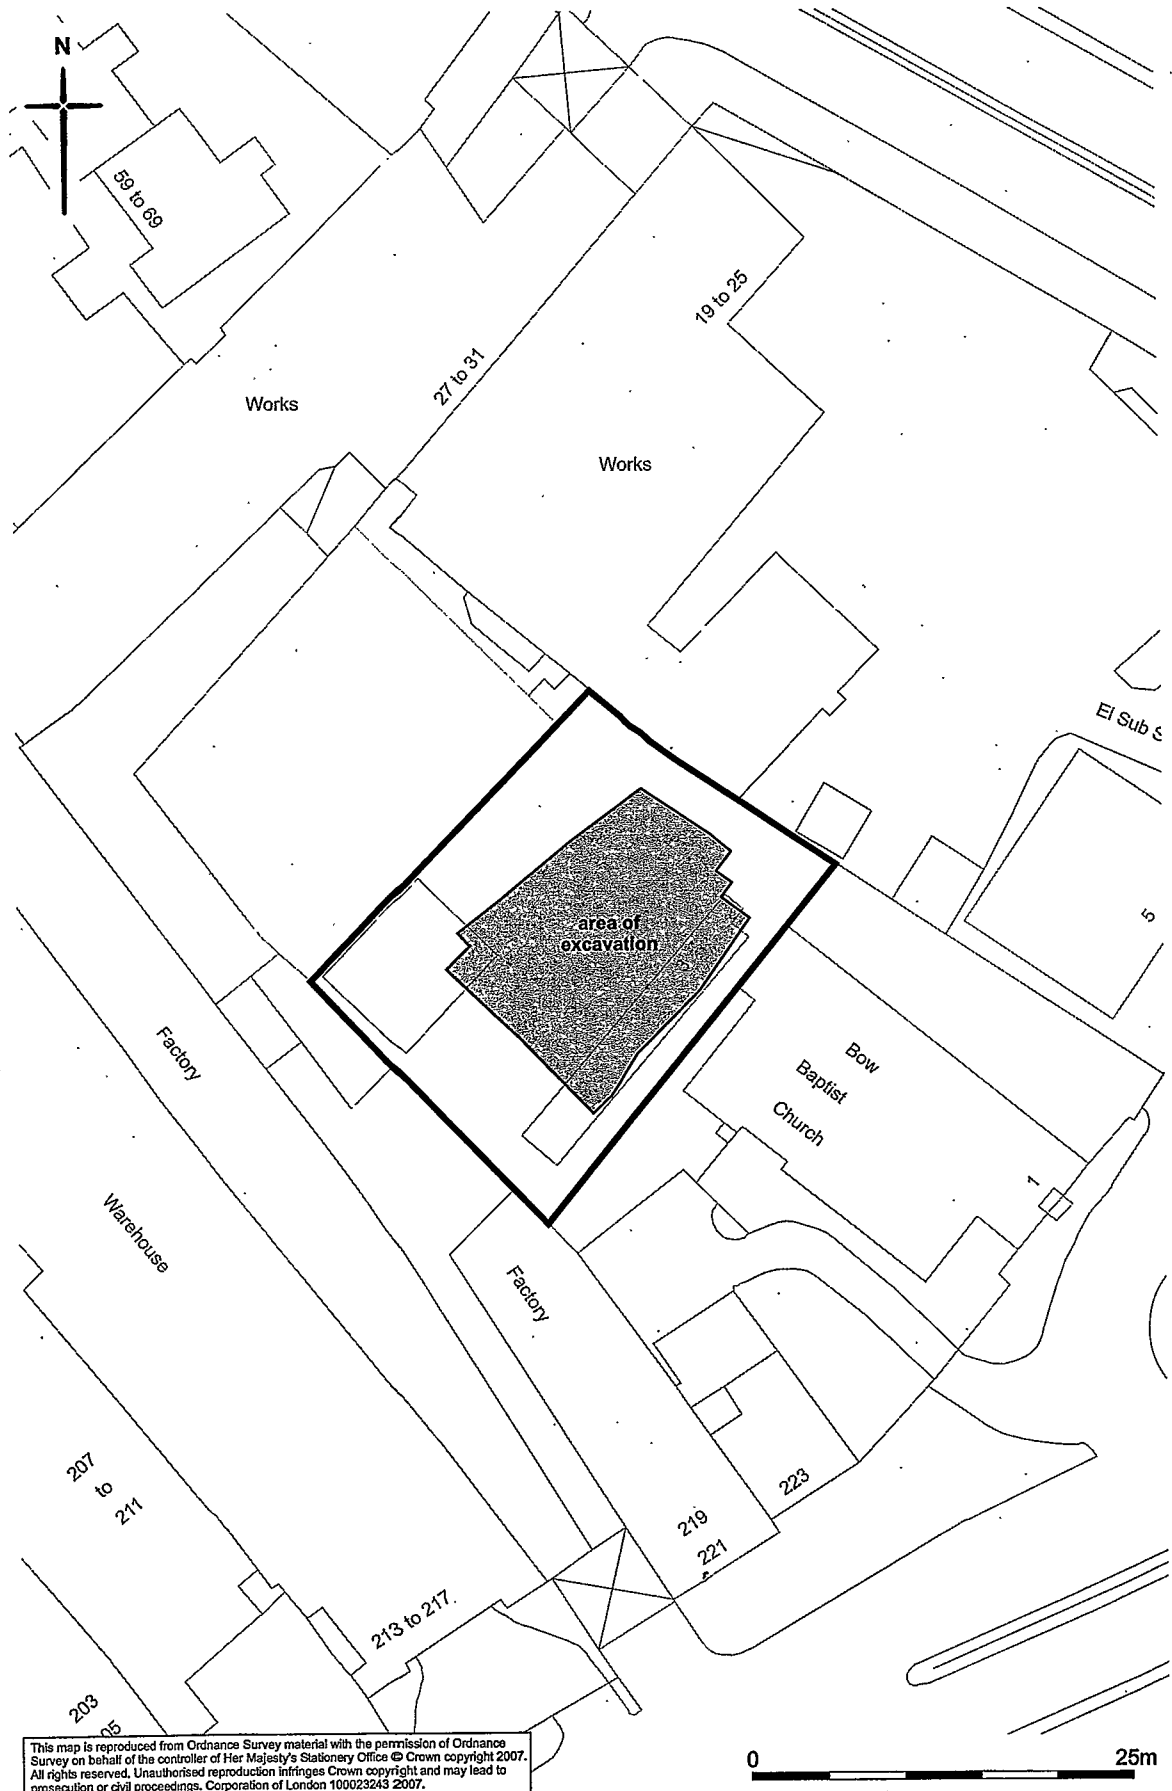 N
59 to 69
19 to 25
27 to 31
Works
Works
El Sub S
area of
excavation
5
Bow
Baptist
Church
Factory
1
Warehouse
Factory
207
to
211
223
219
221
213 to 217
203
05
This map is reproduced from Ordnance Survey material with the permission of Ordnance
Survey on behalf of the controller of Her Majesty's Stationery Office © Crown copyright 2007.
All rights reserved. Unauthorised reproduction infringes Crown copyright and may lead to
prosecution or civil proceedings. Corporation of London 100023243 2007.
0 25m